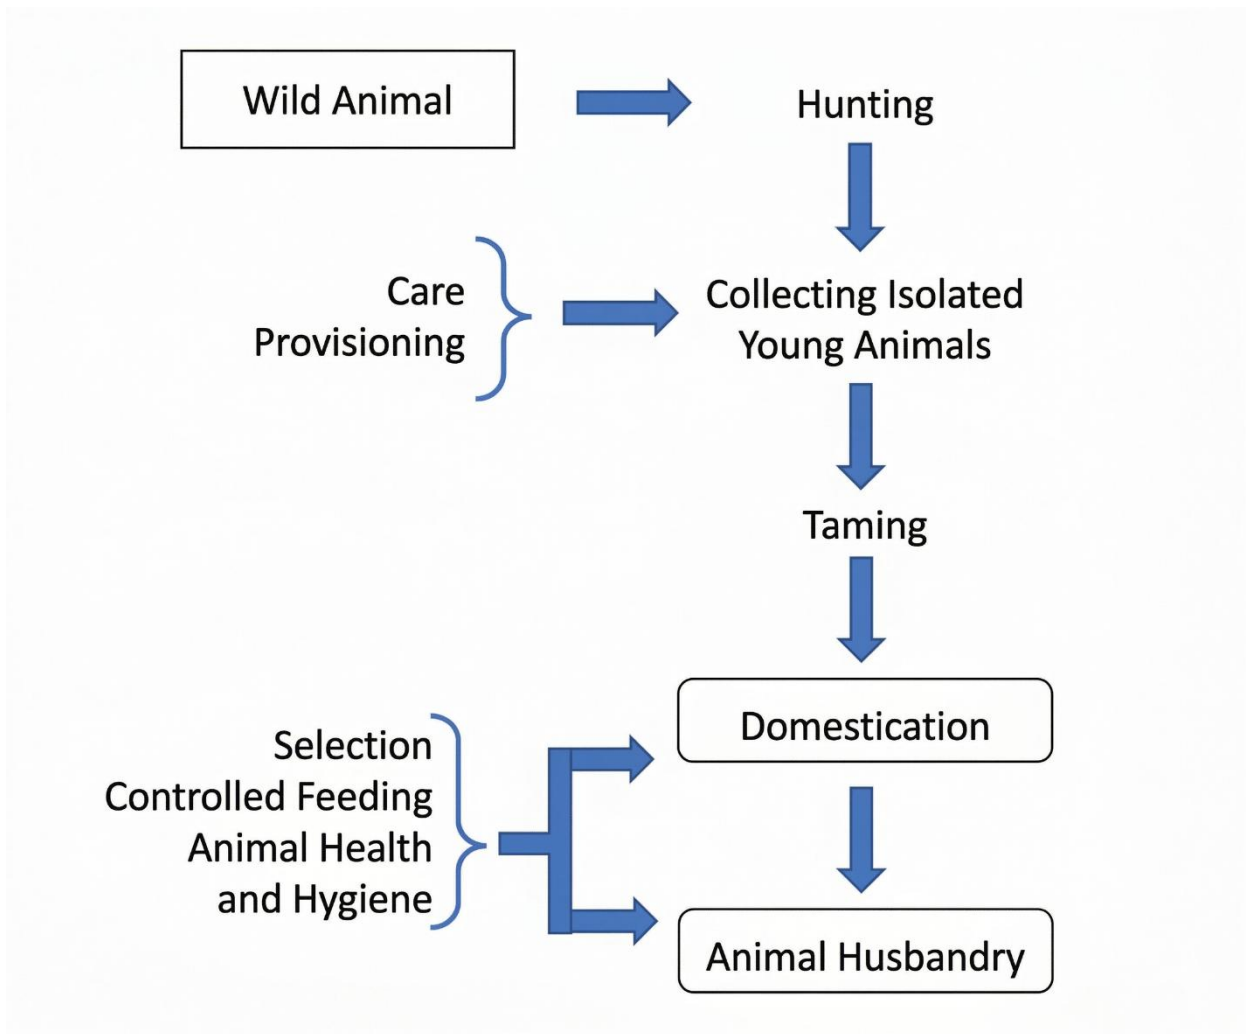 Wild Animal
Hunting
Care
Provisioning
Collecting Isolated
Young Animals
Taming
Selection
Controlled Feeding
Animal Health
and Hygiene
Domestication
Animal Husbandry